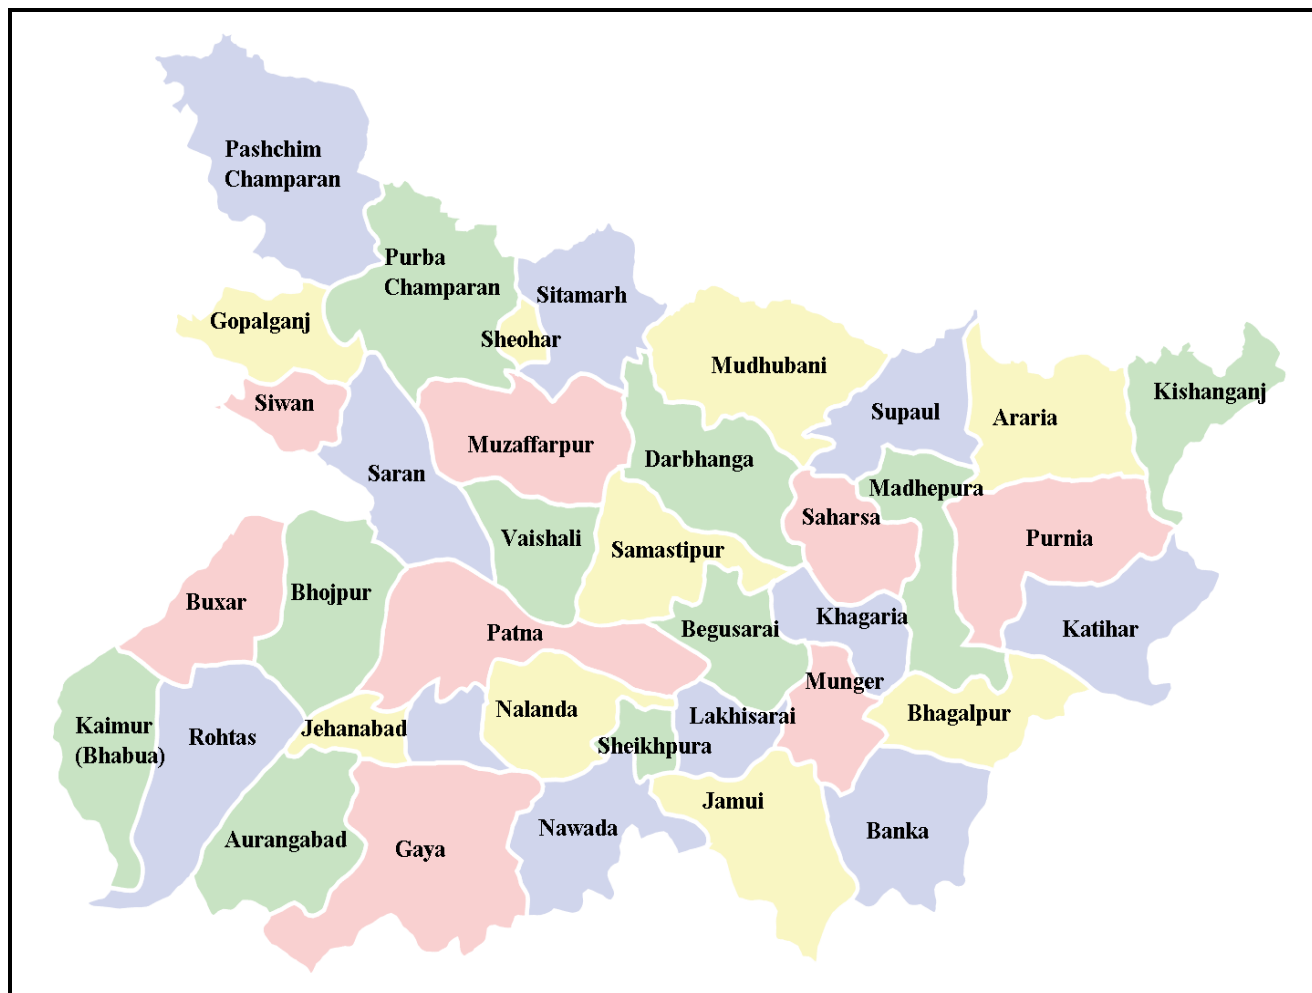 Pashchim
Champaran
Purba
Champaran
Sitamarh
Gopalganj
Sheohar
Mudhubani
Kishanganj
Siwan
Supaul
Araria
Muzaffarpur
Darbhanga
Saran
Madhepura
Saharsa
Vaishali
Samastipur
Purnia
Bhojpur
Buxar
Khagaria
Patna
Begusarai
Katihar
Munger
Nalanda
Lakhisarai
Bhagalpur
Kaimur
(Bhabua)
Rohtas
Jehanabad
Sheikhpura
Jamui
Nawada
Banka
Aurangabad
Gaya